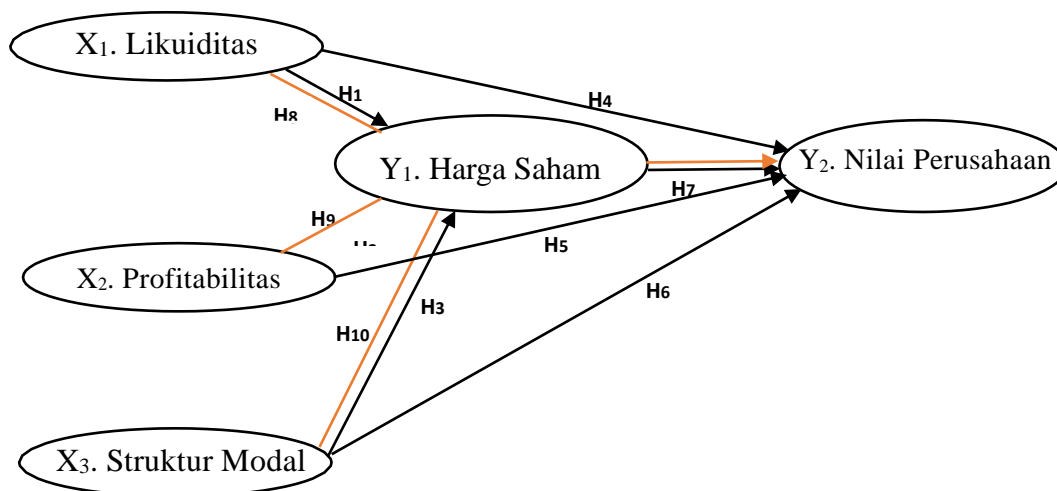 X₁. Likuiditas
H₁
H₄
H₈
Y₁. Harga Saham
Y₂. Nilai Perusahaan
H₇
H₉
H₅
X₂. Profitabilitas
H₆
H₃
H₁₀
X₃. Struktur Modal